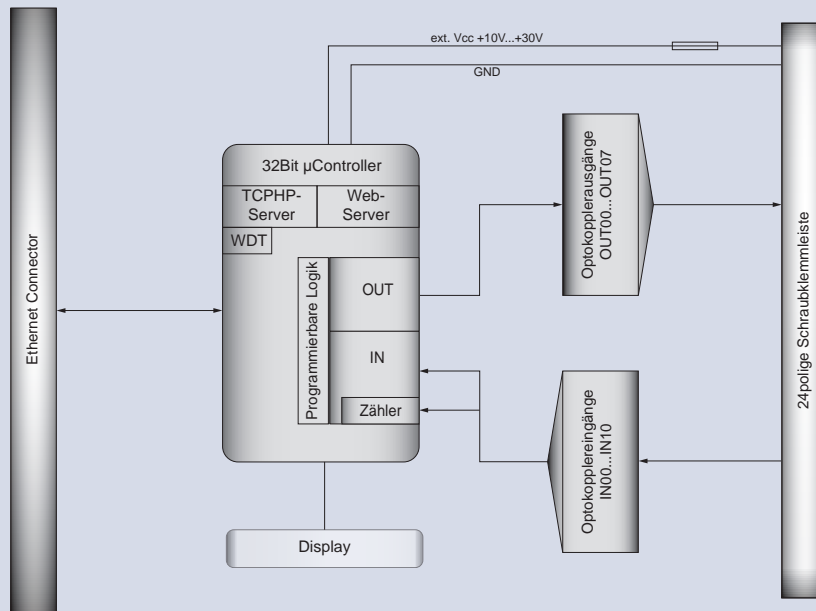 ext. Vcc +10V...+30V
GND
32Bit µController
TCPHP-
Server
Web-
Server
WDT
Programmierbare Logik
OUT
IN
Zähler
Display
Ethernet Connector
Optokopplerausgänge
OUT00...OUT07
Optokopplereingänge
IN00...IN10
24polige Schraubklemmleiste